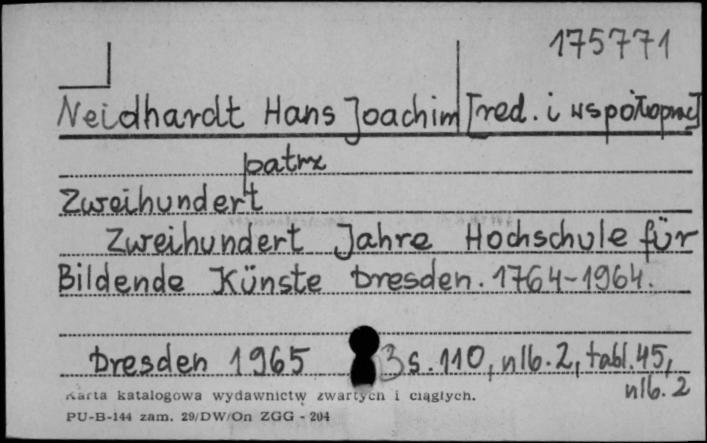 175771
Neidhardt Hans Joachim [red. i współoprac]
patrz
Zweihundert
Zweihundert Jahre Hochschule für
Bildende Künste Dresden. 1764-1964.
Dresden 1965 8° s. 110, nlb. 2, tabl. 45,
nlb. 2
Karta katalogowa wydawnictw zwartych i ciągłych.
PU-B-144 zam. 29/DW/On ZGG - 204